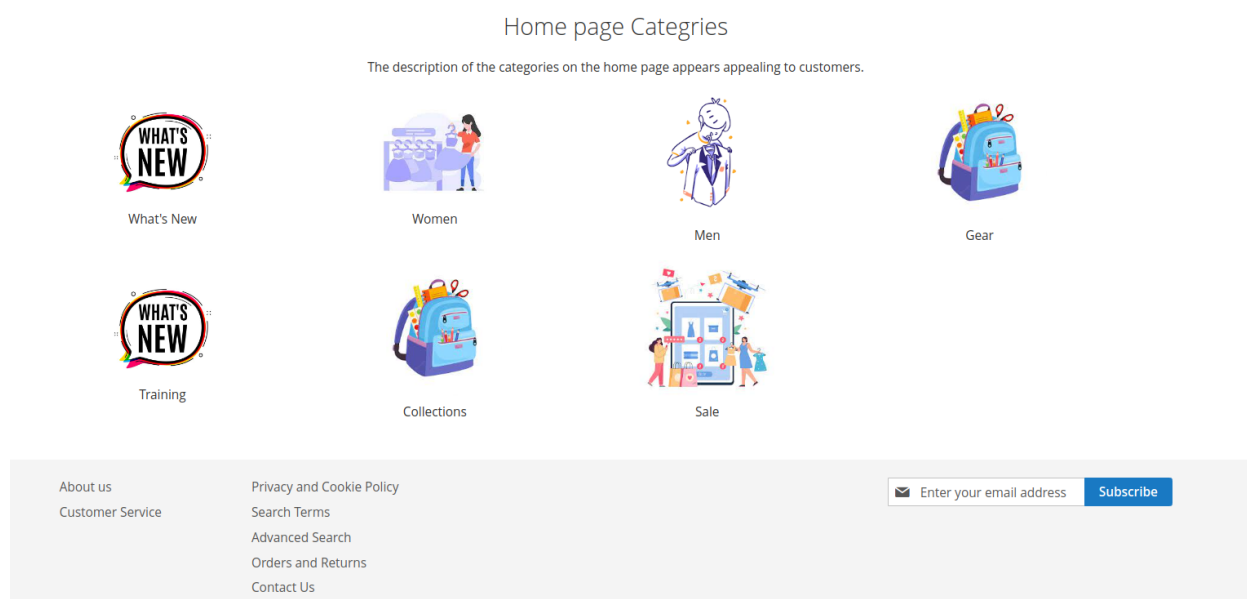 Home page Categries
The description of the categories on the home page appears appealing to customers.
WHAT'S
NEW
What's New
Women
Men
Gear
WHAT'S
NEW
Training
Collections
Sale
About us
Customer Service
Privacy and Cookie Policy
Search Terms
Advanced Search
Orders and Returns
Contact Us
Enter your email address
Subscribe